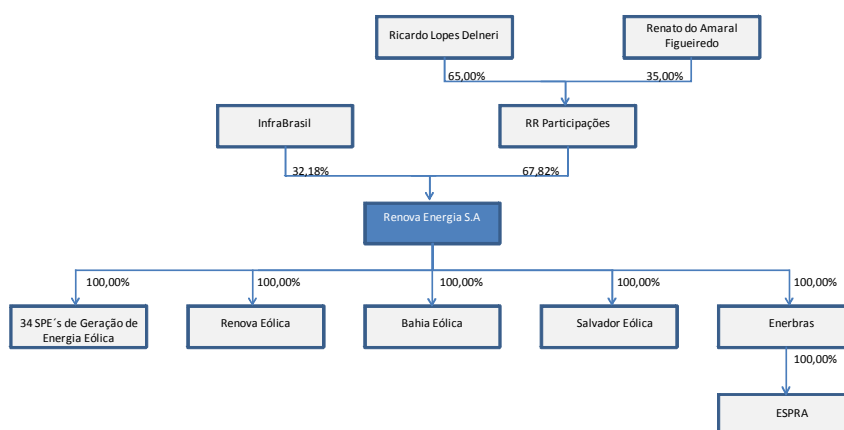 Ricardo Lopes Delneri
Renato do Amaral
Figueiredo
65,00%
35,00%
InfraBrasil
RR Participações
32,18%
67,82%
Renova Energia S.A
100,00%
100,00%
100,00%
100,00%
100,00%
34 SPE´s de Geração de
Energia Eólica
Renova Eólica
Bahia Eólica
Salvador Eólica
Enerbras
100,00%
ESPRA